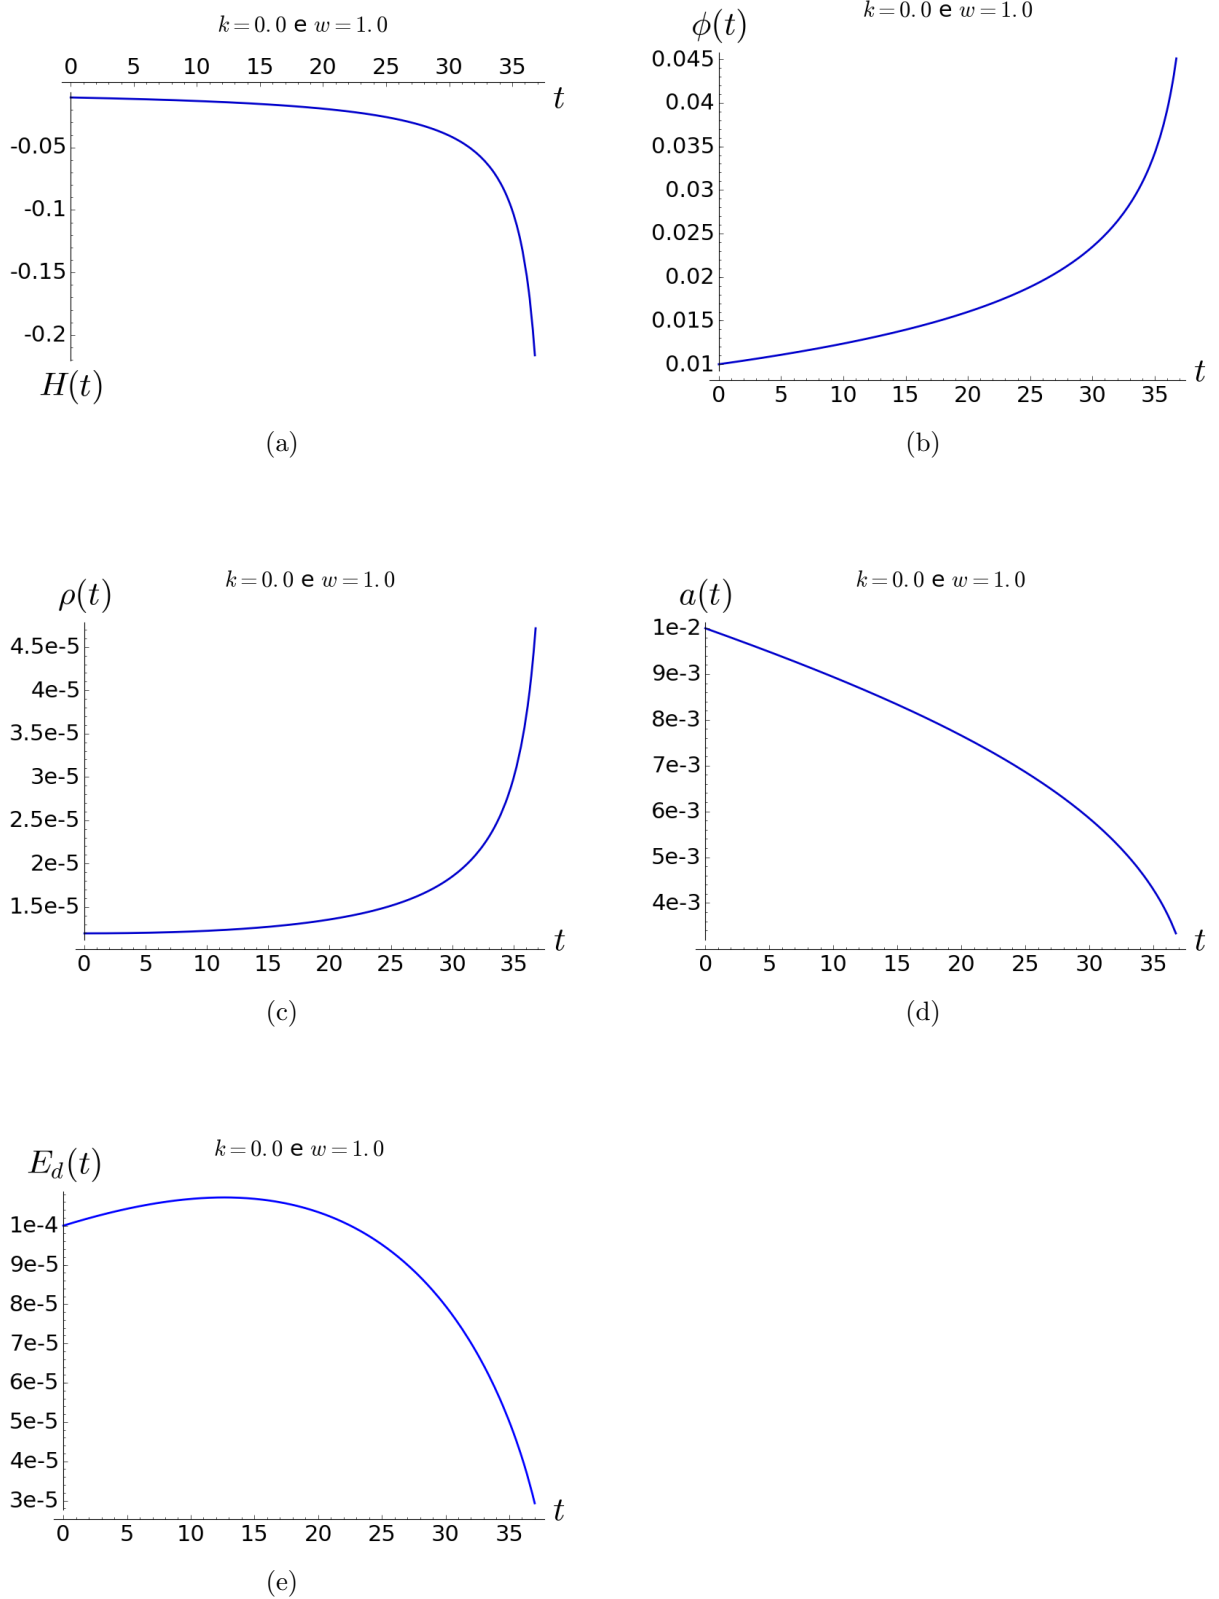 k = 0.0 e w = 1.0
0 5 10 15 20 25 30 35
t
-0.05
-0.1
-0.15
-0.2
H(t)
(a)
k = 0.0 e w = 1.0
ϕ(t)
0.045
0.04
0.035
0.03
0.025
0.02
0.015
0.01
t
0 5 10 15 20 25 30 35
(b)
k = 0.0 e w = 1.0
ρ(t)
4.5e-5
4e-5
3.5e-5
3e-5
2.5e-5
2e-5
1.5e-5
t
0 5 10 15 20 25 30 35
(c)
k = 0.0 e w = 1.0
a(t)
1e-2
9e-3
8e-3
7e-3
6e-3
5e-3
4e-3
t
0 5 10 15 20 25 30 35
(d)
k = 0.0 e w = 1.0
E_d(t)
1e-4
9e-5
8e-5
7e-5
6e-5
5e-5
4e-5
3e-5
t
0 5 10 15 20 25 30 35
(e)